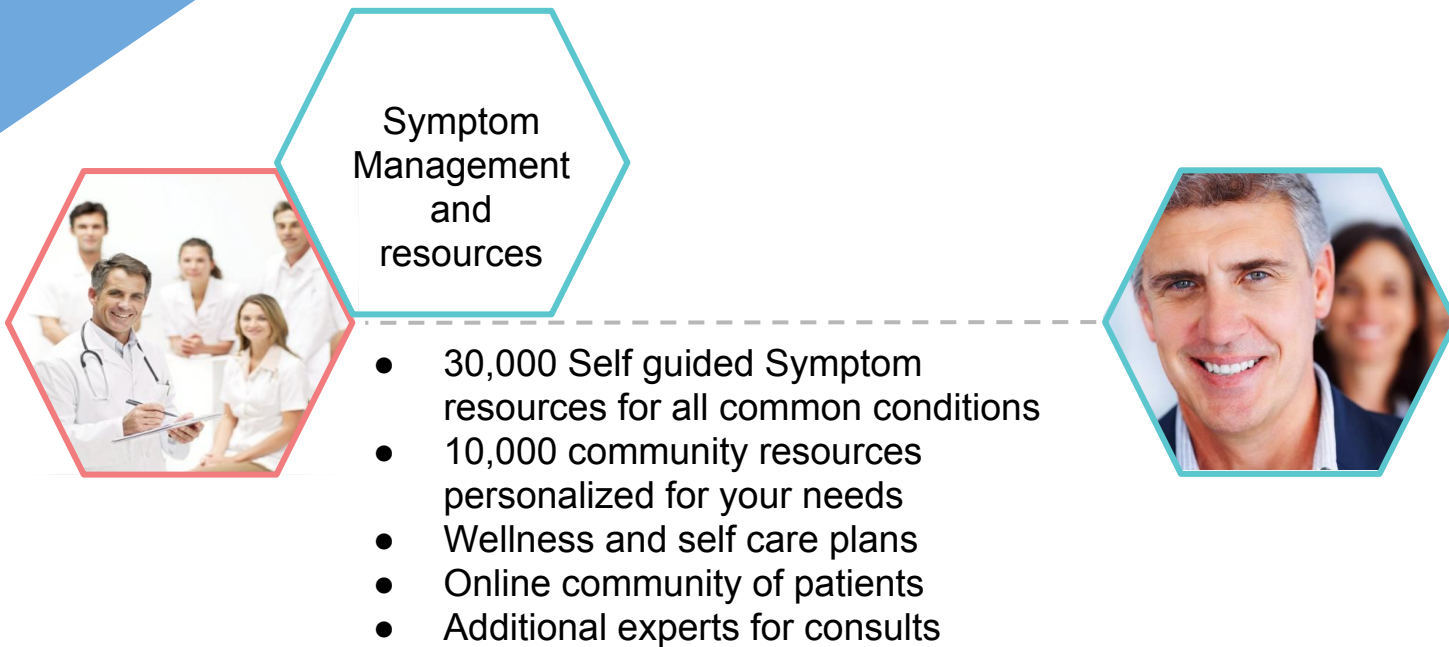 Symptom
Management
and
resources
● 30,000 Self guided Symptom
resources for all common conditions
● 10,000 community resources
personalized for your needs
● Wellness and self care plans
● Online community of patients
● Additional experts for consults